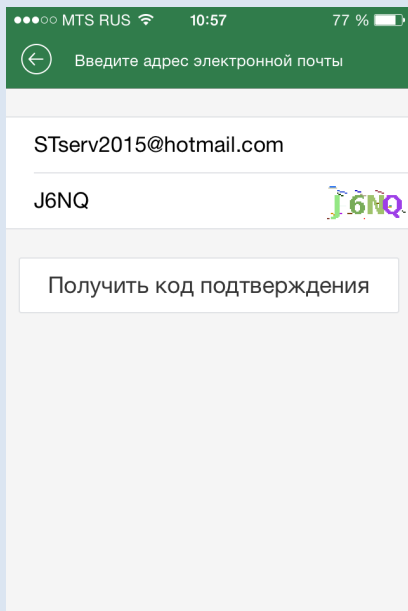 MTS RUS 10:57 77 %
Введите адрес электронной почты
STserv2015@hotmail.com
J6NQ J6NQ
Получить код подтверждения